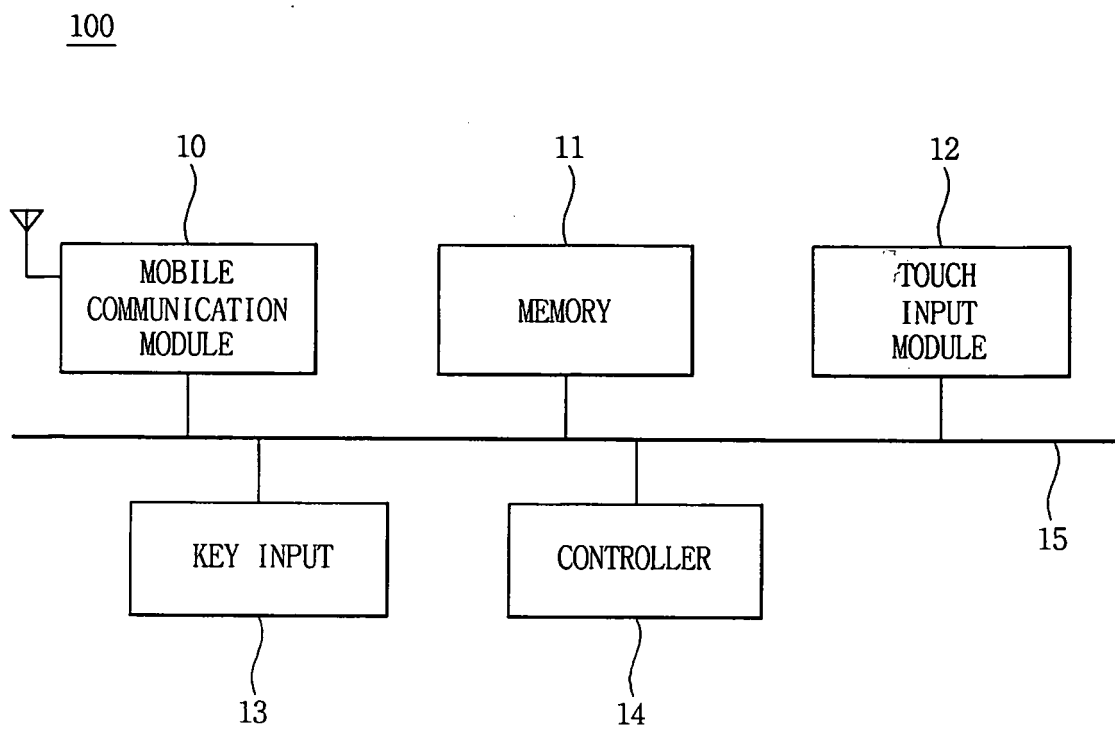 100
10
11
12
MOBILE
COMMUNICATION
MODULE
MEMORY
TOUCH
INPUT
MODULE
15
KEY INPUT
CONTROLLER
13
14